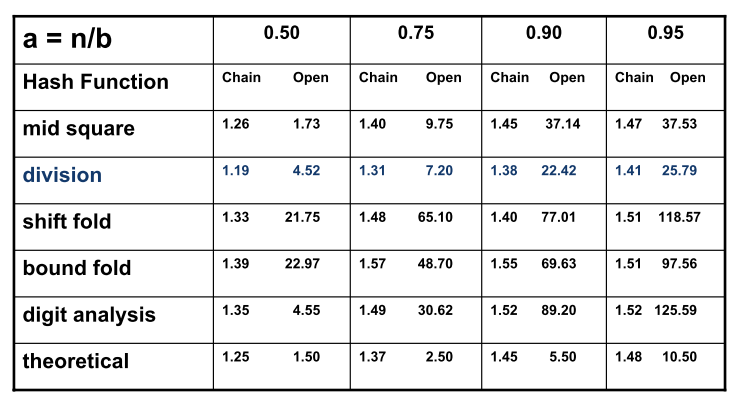 a = n/b 0.50 0.75 0.90 0.95
Hash Function Chain Open Chain Open Chain Open Chain Open
mid square 1.26 1.73 1.40 9.75 1.45 37.14 1.47 37.53
division 1.19 4.52 1.31 7.20 1.38 22.42 1.41 25.79
shift fold 1.33 21.75 1.48 65.10 1.40 77.01 1.51 118.57
bound fold 1.39 22.97 1.57 48.70 1.55 69.63 1.51 97.56
digit analysis 1.35 4.55 1.49 30.62 1.52 89.20 1.52 125.59
theoretical 1.25 1.50 1.37 2.50 1.45 5.50 1.48 10.50